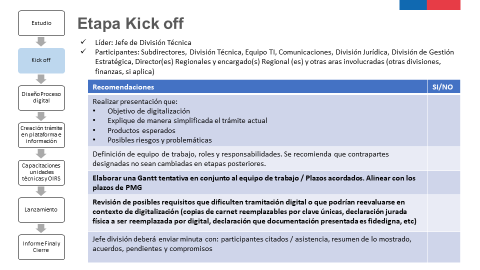 Etapa Kick off
Estudio
Kick off
Diseño Proceso
digital
Creación trámite
en plataforma e
Información
Capacitaciones
unidades
técnicas y OIRS
Lanzamiento
Informe Final y
Cierre
✓ Líder: Jefe de División Técnica
✓ Participantes: Subdirectores, División Técnica, Equipo TI, Comunicaciones, División Jurídica, División de Gestión
Estratégica, Director(es) Regionales y encargado(s) Regional (es) y otras aras involucradas (otras divisiones,
finanzas, si aplica)
Recomendaciones SI/NO
Realizar presentación que:
• Objetivo de digitalización
• Explique de manera simplificada el trámite actual
• Productos esperados
• Posibles riesgos y problemáticas
Definición de equipo de trabajo, roles y responsabilidades. Se recomienda que contrapartes
designadas no sean cambiadas en etapas posteriores.
Elaborar una Gantt tentativa en conjunto al equipo de trabajo / Plazos acordados. Alinear con los
plazos de PMG
Revisión de posibles requisitos que dificulten tramitación digital o que podrían reevaluarse en
contexto de digitalización (copias de carnet reemplazables por clave únicas, declaración jurada
física a ser reemplazada por digital, declaración que documentación presentada es fidedigna, etc)
Jefe división deberá enviar minuta con: participantes citados / asistencia, resumen de lo mostrado,
acuerdos, pendientes y compromisos